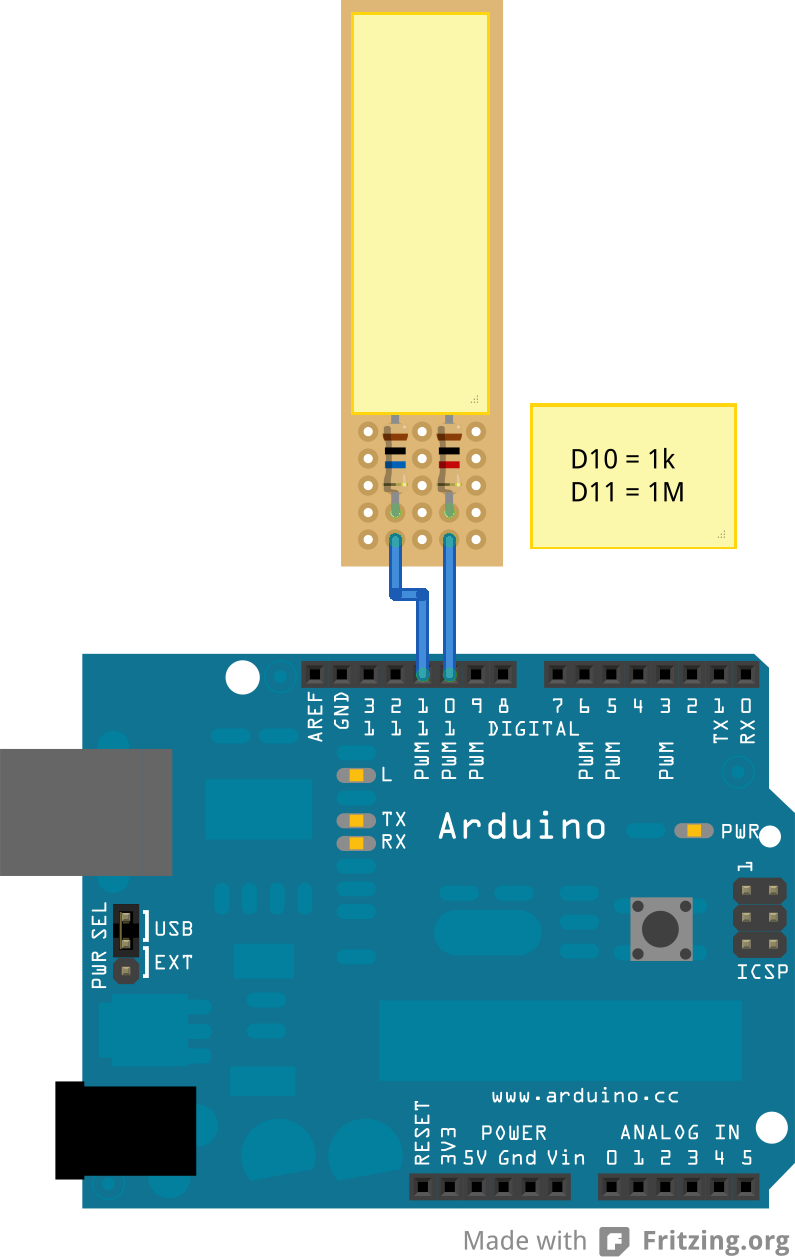 D10 = 1k
D11 = 1M
AREF
GND
13
12
11
10
9
8
7
6
5
4
3
2
1
0
TX
RX
DIGITAL
PWM
PWM
PWM
PWM
PWM
PWM
L
TX
RX
Arduino
PWR
1
ICSP
PWR SEL
USB
EXT
www.arduino.cc
POWER
ANALOG IN
RESET
3V3
5V Gnd Vin
0 1 2 3 4 5
Made with Fritzing.org